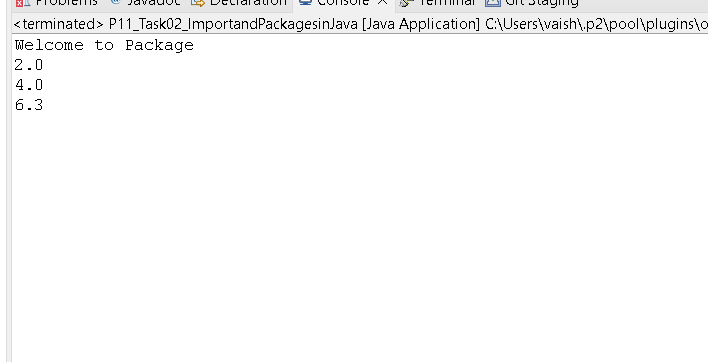 Problems Javadoc Declaration Console Terminal Git Staging
<terminated> P11_Task02_ImportandPackagesinJava [Java Application] C:\Users\vaish\.p2\pool\plugins\o
Welcome to Package
2.0
4.0
6.3